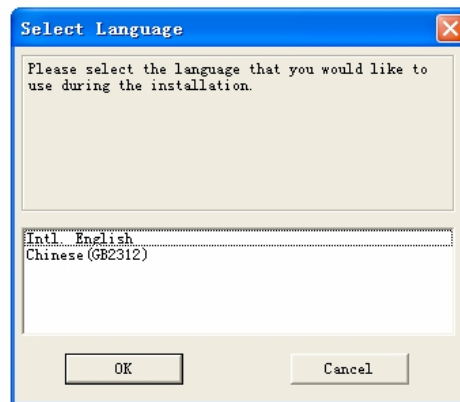 Select Language
Please select the language that you would like to
use during the installation.
Intl. English
Chinese(GB2312)
OK
Cancel